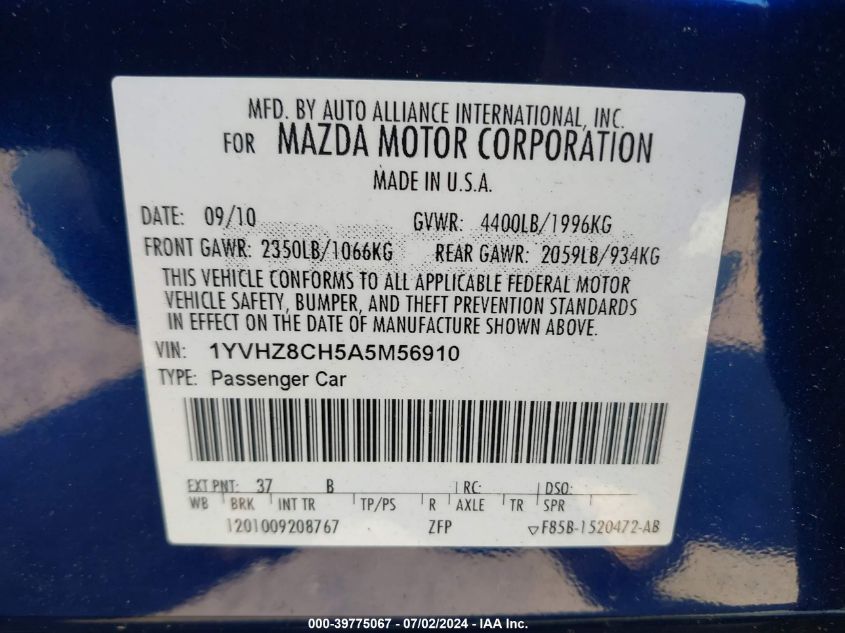 MFD. BY AUTO ALLIANCE INTERNATIONAL, INC.
FOR MAZDA MOTOR CORPORATION
MADE IN U.S.A.
DATE: 09/10 GVWR: 4400LB/1996KG
FRONT GAWR: 2350LB/1066KG REAR GAWR: 2059LB/934KG
THIS VEHICLE CONFORMS TO ALL APPLICABLE FEDERAL MOTOR
VEHICLE SAFETY, BUMPER, AND THEFT PREVENTION STANDARDS
IN EFFECT ON THE DATE OF MANUFACTURE SHOWN ABOVE.
VIN: 1YVHZ8CH5A5M56910
TYPE: Passenger Car
EXT PNT: 37 B RC: DSO:
WB BRK INT TR TP/PS R AXLE TR SPR
1201009208767 ZFP ▽F85B-1520472-AB
000-39775067 - 07/02/2024 - IAA Inc.